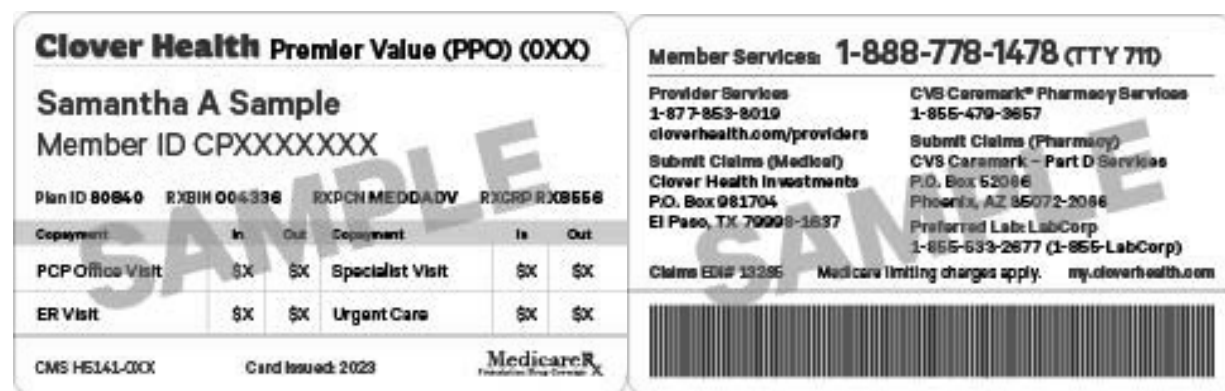 Clover Health Premier Value (PPO) (0XX)
Samantha A Sample
Member ID CPXXXXXXX
Plan ID 80840 RXBIN 004336 RXPCN MEDDADV RXGRP RX8556
Copayment In Out Copayment In Out
PCP Office Visit $X $X Specialist Visit $X $X
ER Visit $X $X Urgent Care $X $X
CMS H5141-0XX Card Issued: 2023 MedicareRx
Prescription Drug Coverage
SAMPLE
Member Services: 1-888-778-1478 (TTY 711)
Provider Services
1-877-853-8019
cloverhealth.com/providers
Submit Claims (Medical)
Clover Health Investments
P.O. Box 981704
El Paso, TX 79998-1637
CVS Caremark® Pharmacy Services
1-855-479-3657
Submit Claims (Pharmacy)
CVS Caremark – Part D Services
P.O. Box 52066
Phoenix, AZ 85072-2066
Preferred Lab: LabCorp
1-855-533-2677 (1-855-LabCorp)
Claims EDI# 13285 Medicare limiting charges apply. my.cloverhealth.com
SAMPLE